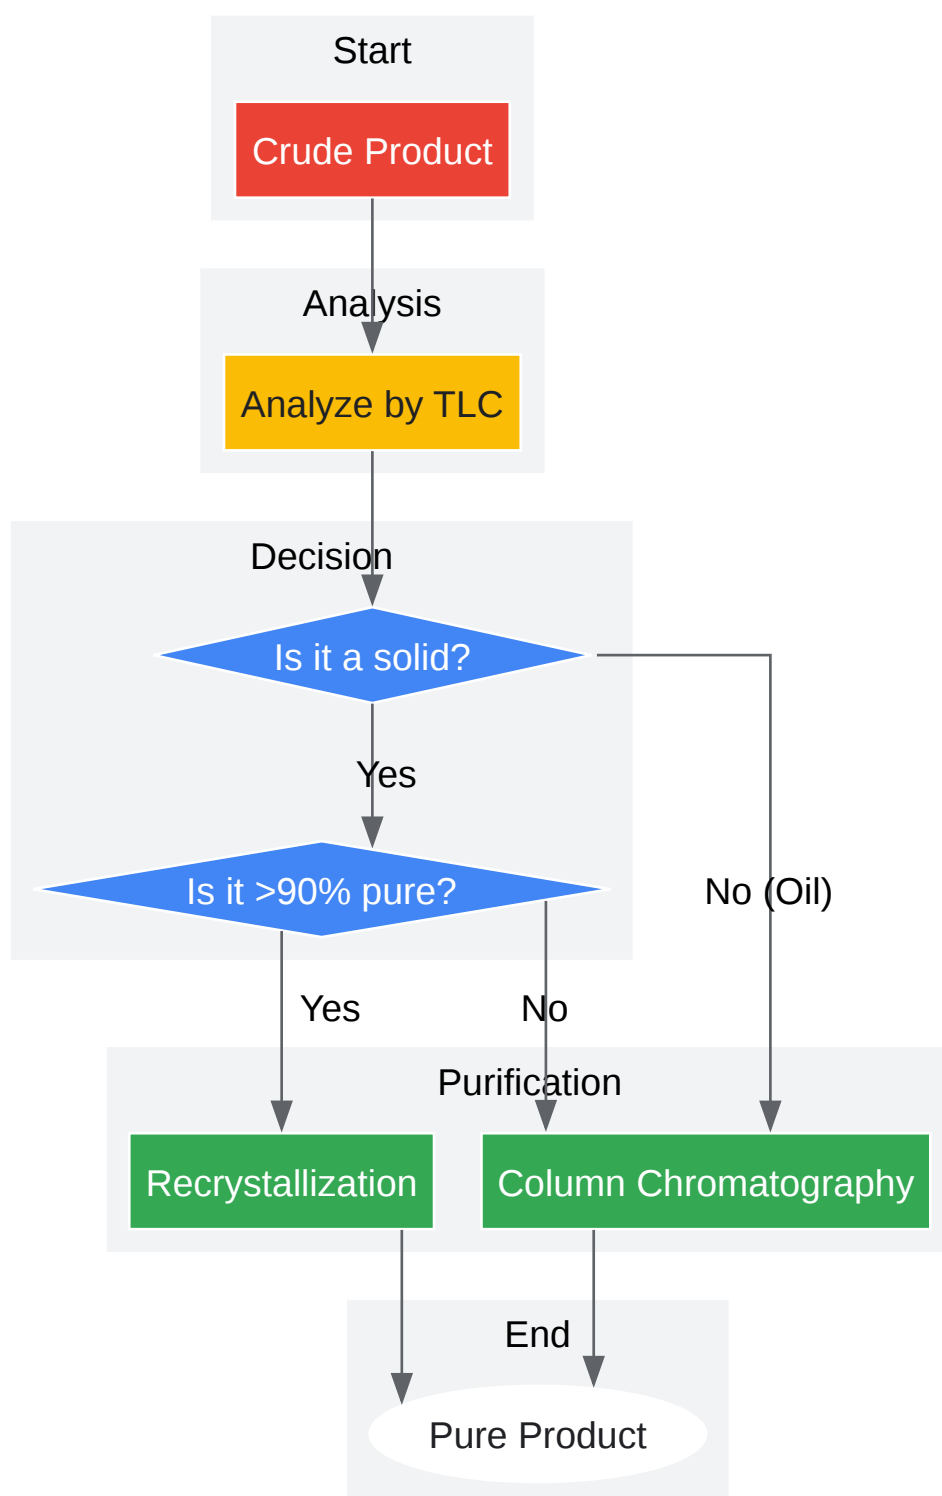 Start
Crude Product
Analysis
Analyze by TLC
Decision
Is it a solid?
Yes
Is it >90% pure?
No (Oil)
Yes
No
Purification
Recrystallization
Column Chromatography
End
Pure Product